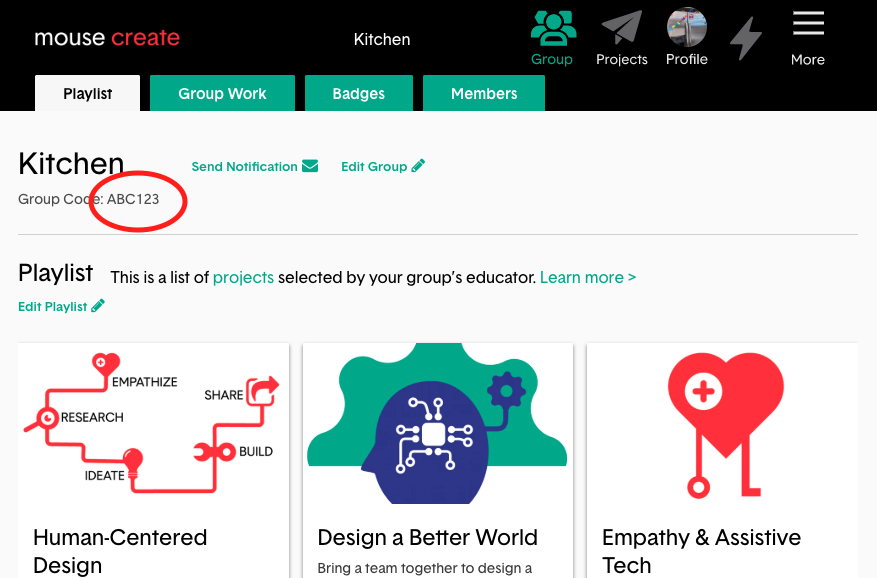 mouse create
Kitchen
Group
Projects
Profile
More
Playlist
Group Work
Badges
Members
Kitchen
Send Notification
Edit Group
Group Code: ABC123
Playlist
This is a list of projects selected by your group's educator. Learn more >
Edit Playlist
EMPATHIZE
SHARE
RESEARCH
BUILD
IDEATE
Human-Centered
Design
Design a Better World
Bring a team together to design a
Empathy & Assistive
Tech